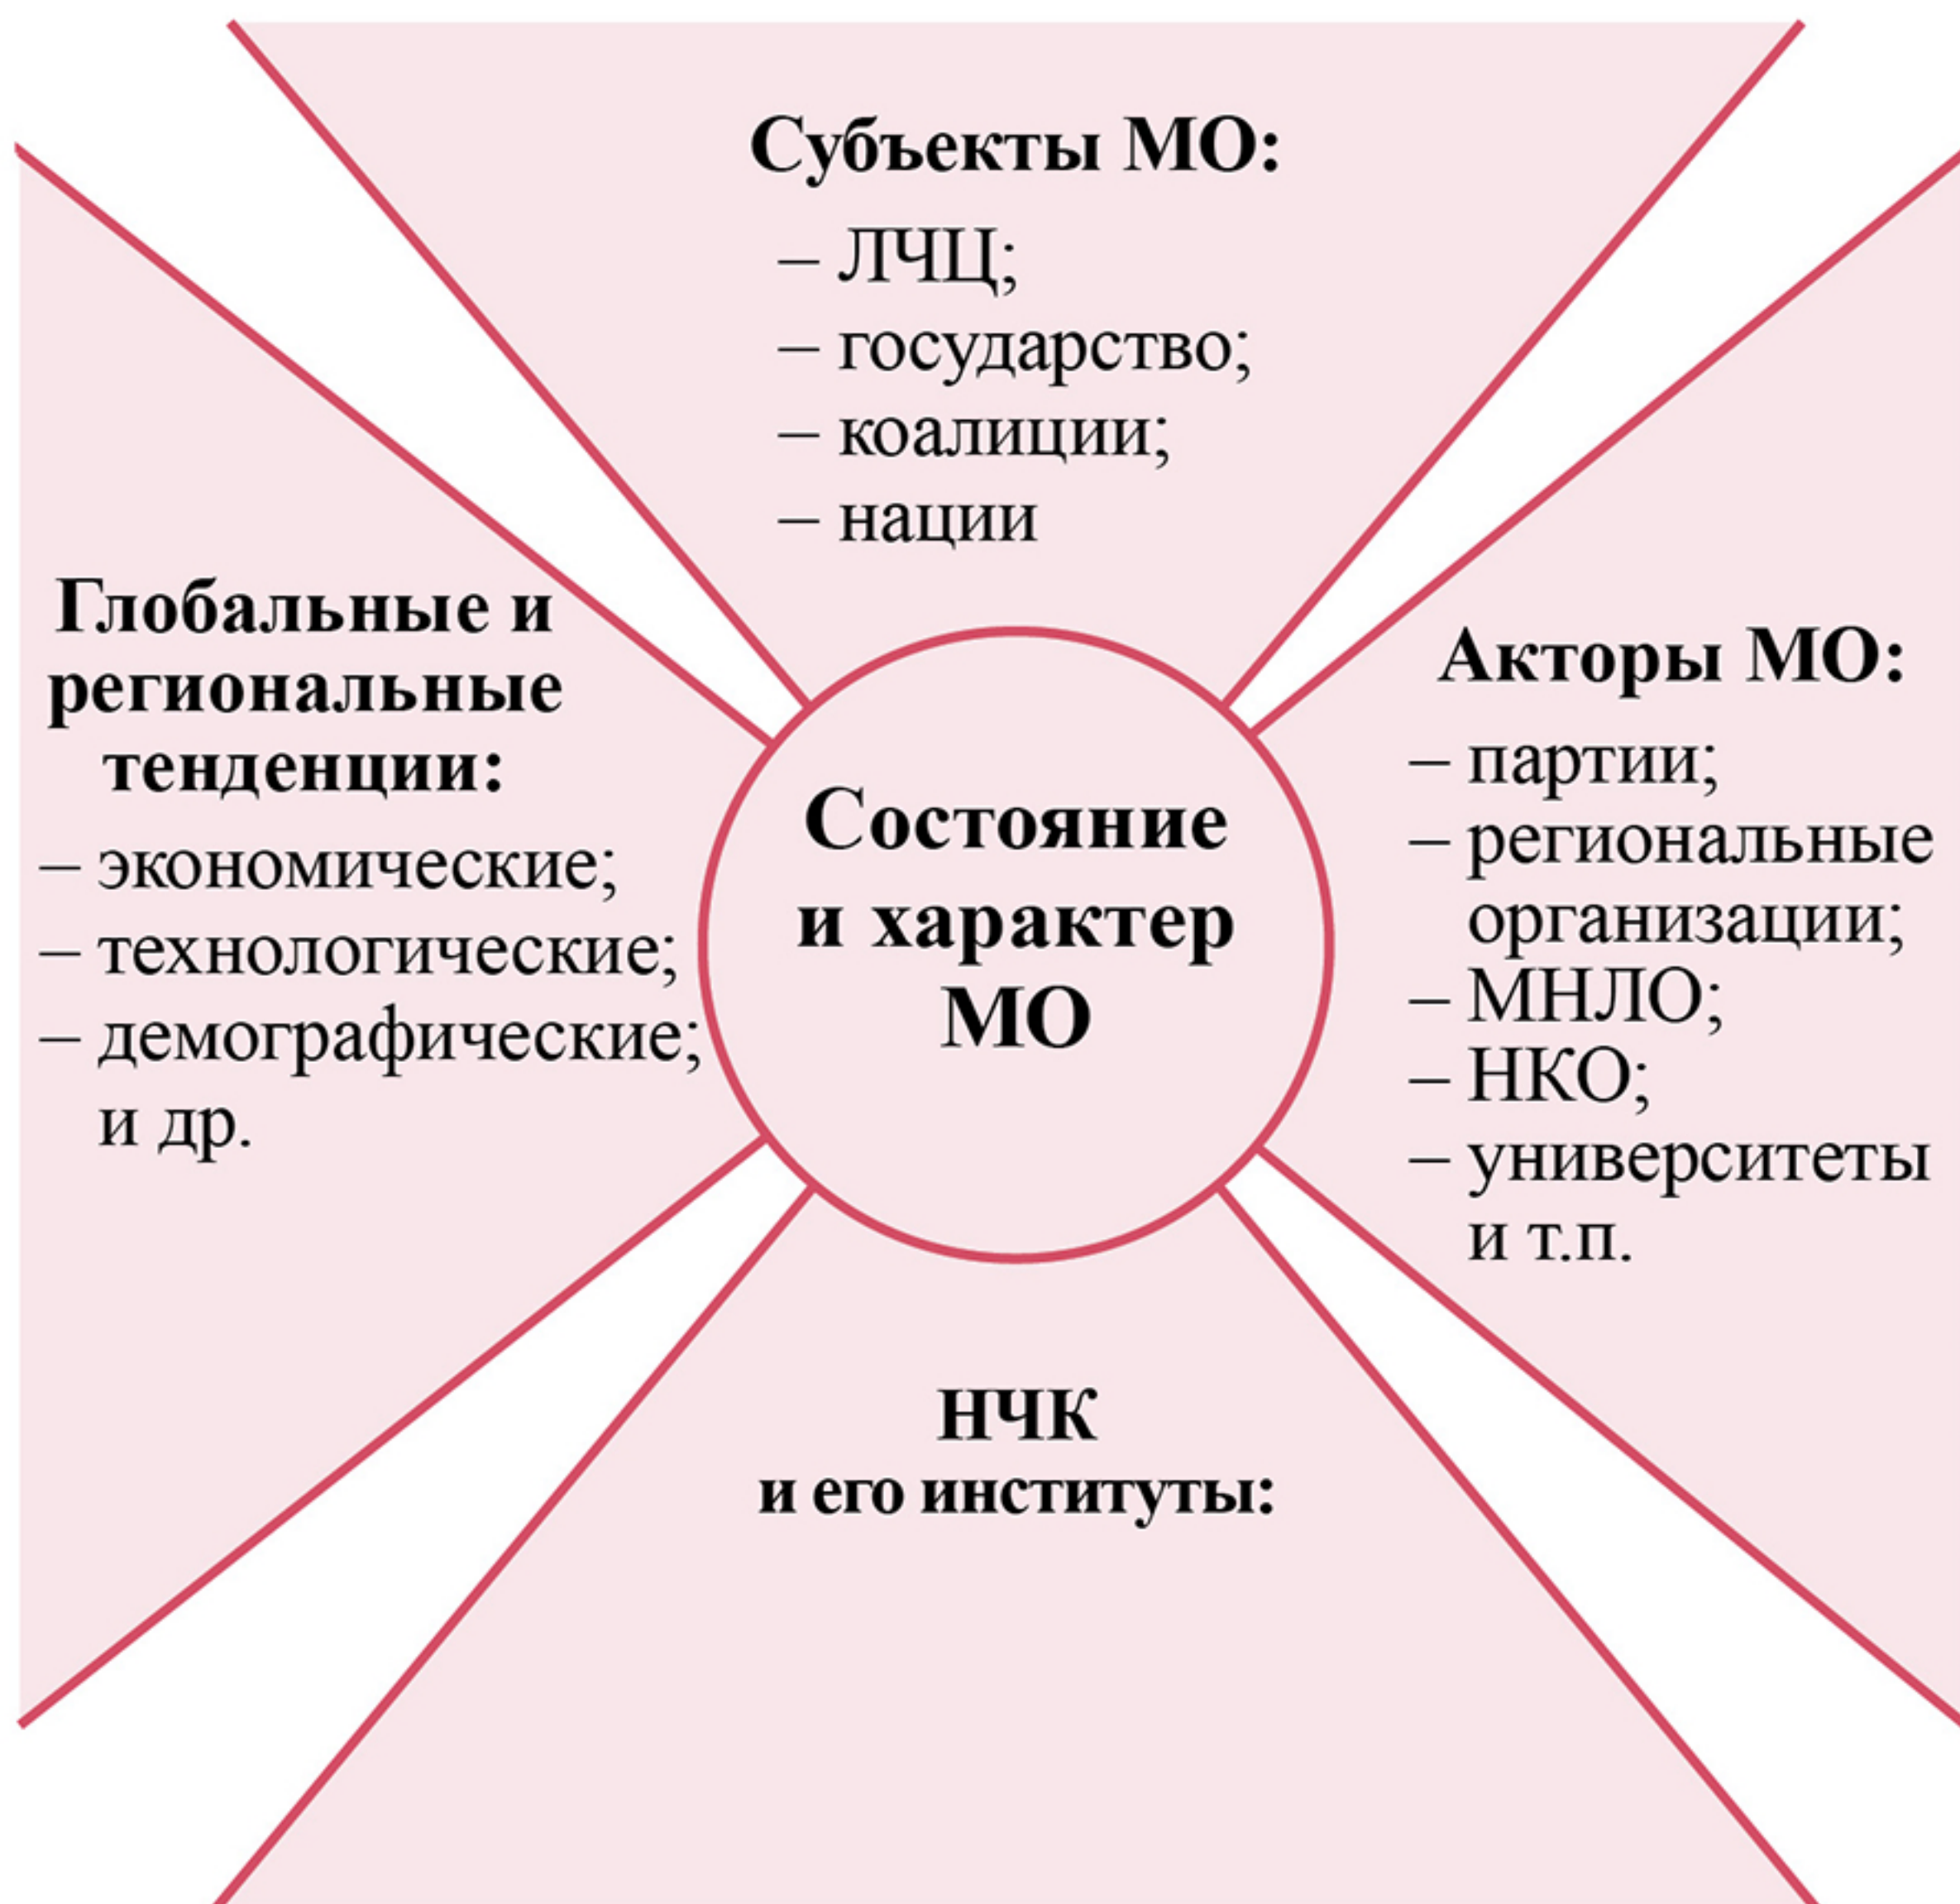 Субъекты МО:
– ЛЧЦ;
– государство;
– коалиции;
– нации
Глобальные и
региональные
тенденции:
– экономические;
– технологические;
– демографические;
и др.
Состояние
и характер
МО
Акторы МО:
– партии;
– региональные
организации;
– МНЛО;
– НКО;
– университеты
и т.п.
НЧК
и его институты: